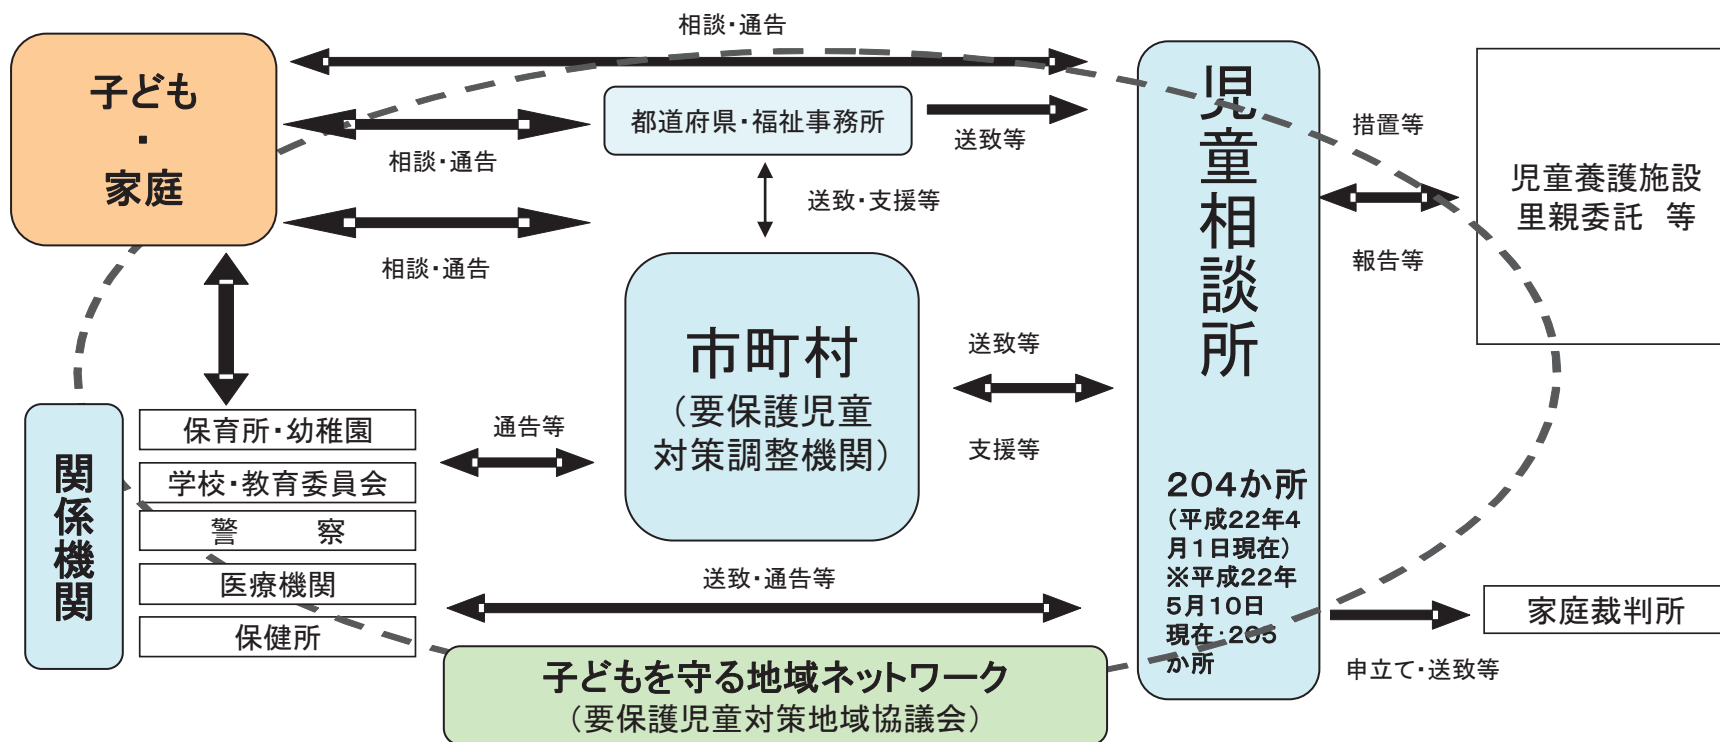 相談・通告
子ども
・
家庭
都道府県・福祉事務所
送致等
相談・通告
送致・支援等
相談・通告
市町村
（要保護児童
対策調整機関）
児童相談所
204か所
（平成22年4
月1日現在）
※平成22年
5月10日
現在：205
か所
措置等
児童養護施設
里親委託　等
報告等
送致等
支援等
関係機関
保育所・幼稚園
学校・教育委員会
警　　察
医療機関
保健所
通告等
送致・通告等
家庭裁判所
申立て・送致等
子どもを守る地域ネットワーク
（要保護児童対策地域協議会）